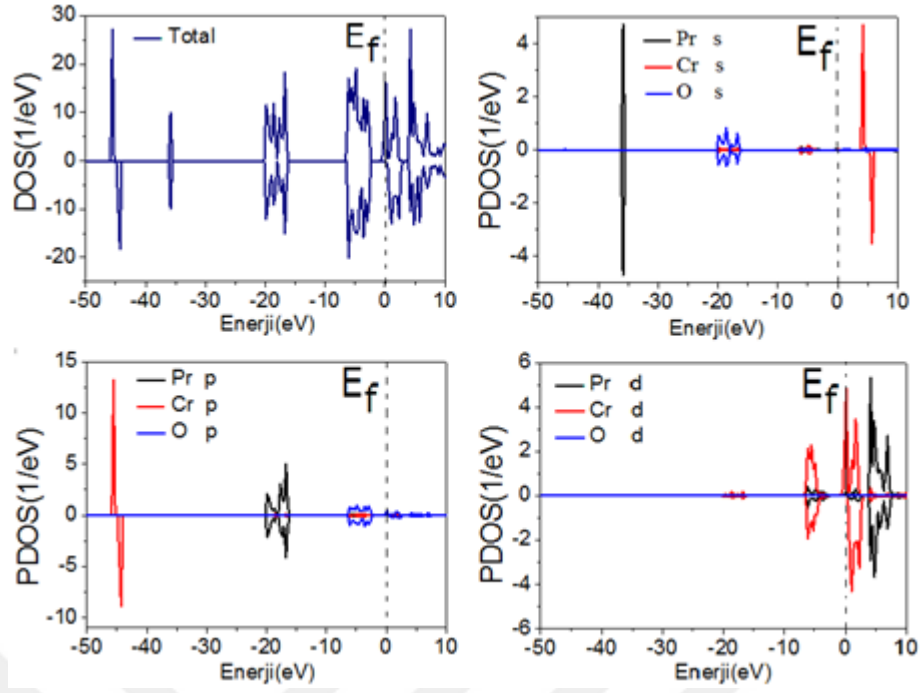 30
20
10
0
-10
-20
DOS(1/eV)
Total
E_f
-50 -40 -30 -20 -10 0 10
Enerji(eV)
4
2
0
-2
-4
PDOS(1/eV)
Pr s
Cr s
O s
E_f
-50 -40 -30 -20 -10 0 10
Enerji(eV)
15
10
5
0
-5
-10
PDOS(1/eV)
Pr p
Cr p
O p
E_f
-50 -40 -30 -20 -10 0 10
Enerji(eV)
6
4
2
0
-2
-4
-6
PDOS(1/eV)
Pr d
Cr d
O d
E_f
-50 -40 -30 -20 -10 0 10
Enerji(eV)